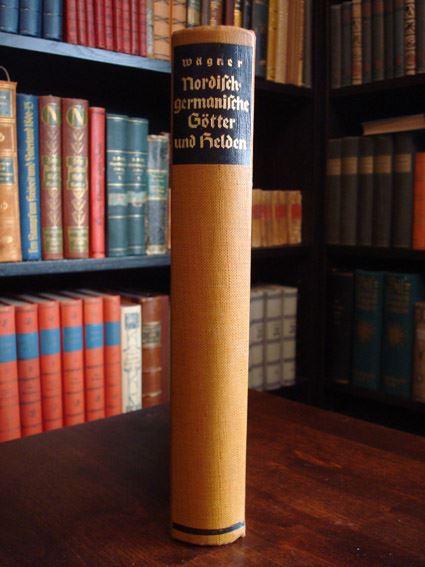 Wägner
Nordisch-
germanische
Götter
und Helden